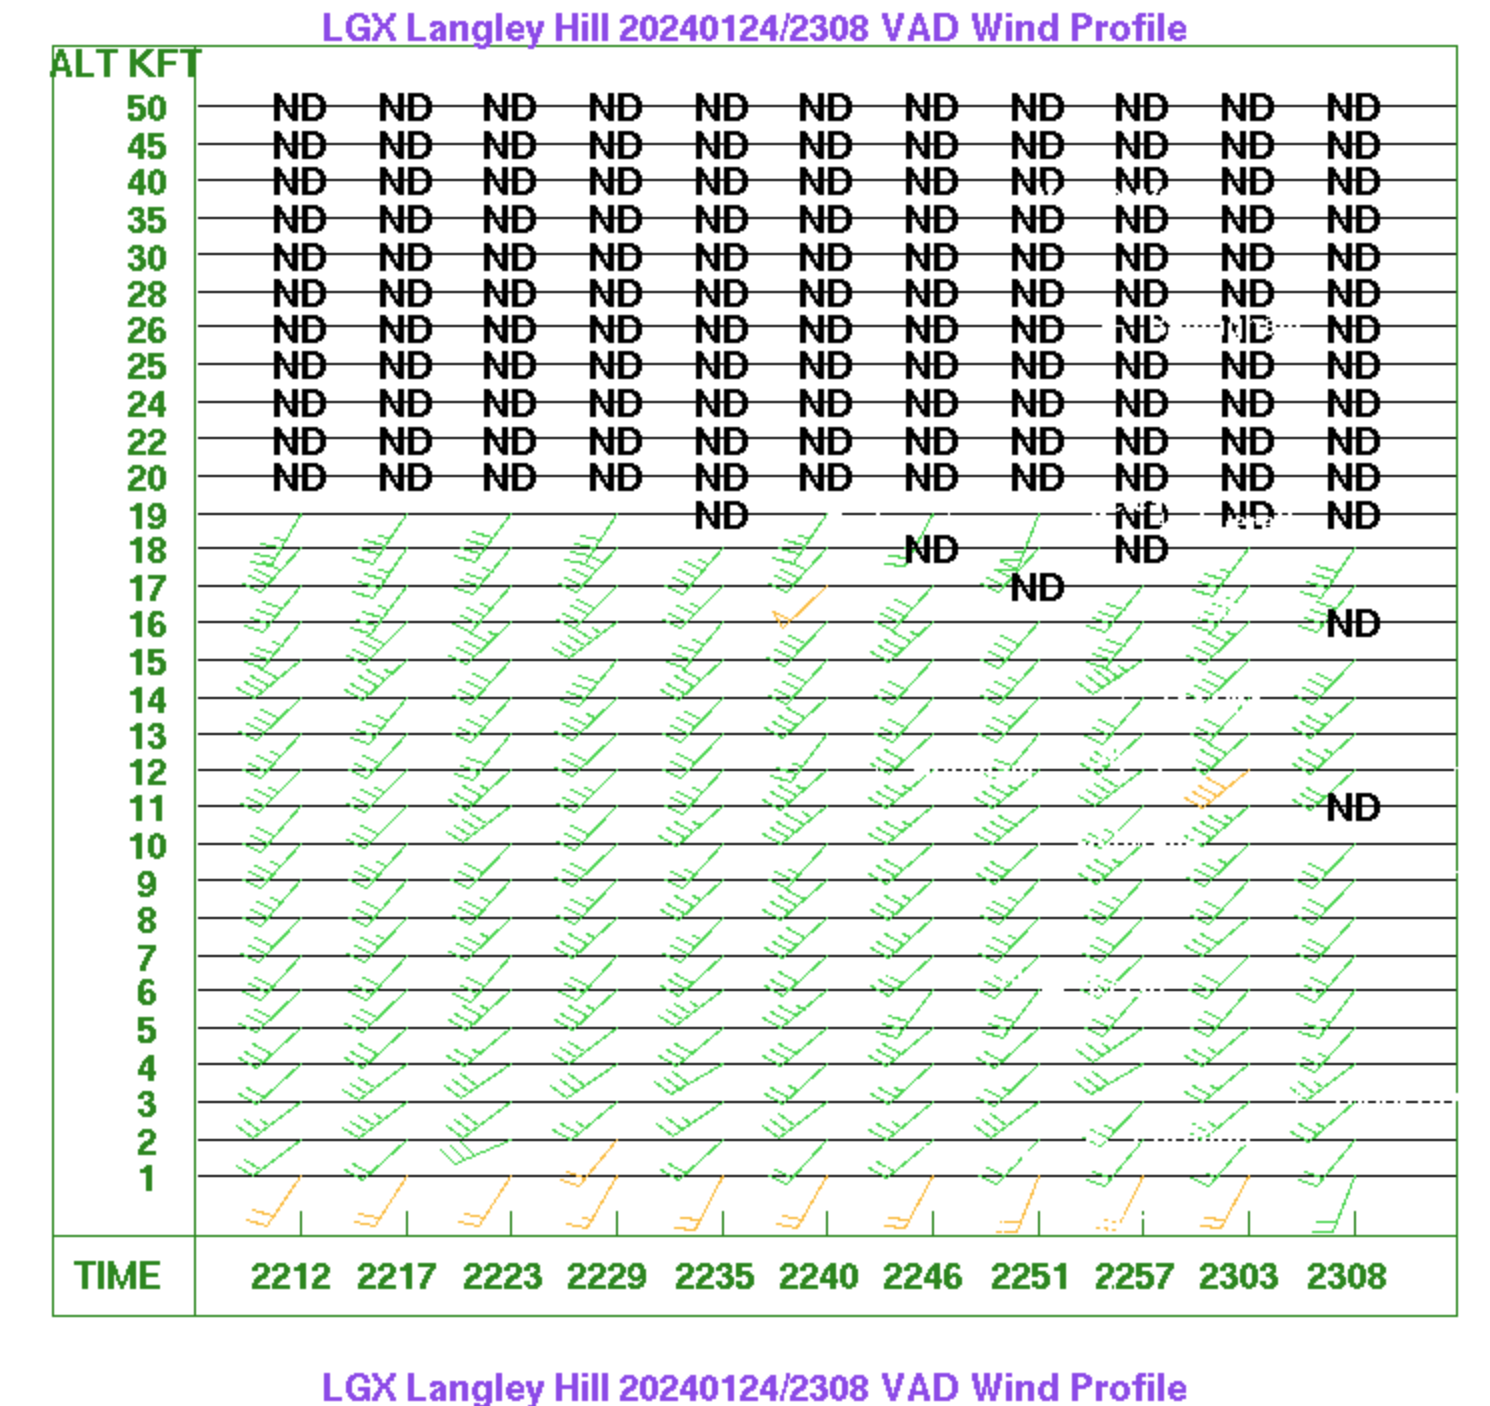 LGX Langley Hill 20240124/2308 VAD Wind Profile
ALT KFT
50 ND ND ND ND ND ND ND ND ND ND ND
45 ND ND ND ND ND ND ND ND ND ND ND
40 ND ND ND ND ND ND ND ND ND ND ND
35 ND ND ND ND ND ND ND ND ND ND ND
30 ND ND ND ND ND ND ND ND ND ND ND
28 ND ND ND ND ND ND ND ND ND ND ND
26 ND ND ND ND ND ND ND ND ND ND ND
25 ND ND ND ND ND ND ND ND ND ND ND
24 ND ND ND ND ND ND ND ND ND ND ND
22 ND ND ND ND ND ND ND ND ND ND ND
20 ND ND ND ND ND ND ND ND ND ND ND
19 ND ND ND ND
18 ND ND
17 ND
16 ND
15
14
13
12
11 ND
10
9
8
7
6
5
4
3
2
1
TIME 2212 2217 2223 2229 2235 2240 2246 2251 2257 2303 2308
LGX Langley Hill 20240124/2308 VAD Wind Profile